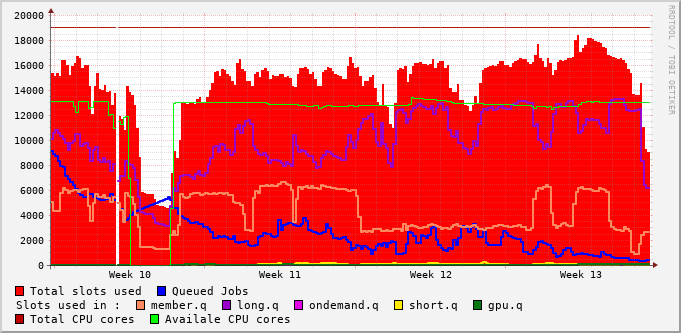 RRDTOOL / TOBI OETIKER
20000
18000
16000
14000
12000
10000
8000
6000
4000
2000
0
Week 10 Week 11 Week 12 Week 13
Total slots used Queued Jobs
Slots used in : member.q long.q ondemand.q short.q gpu.q
Total CPU cores Availale CPU cores